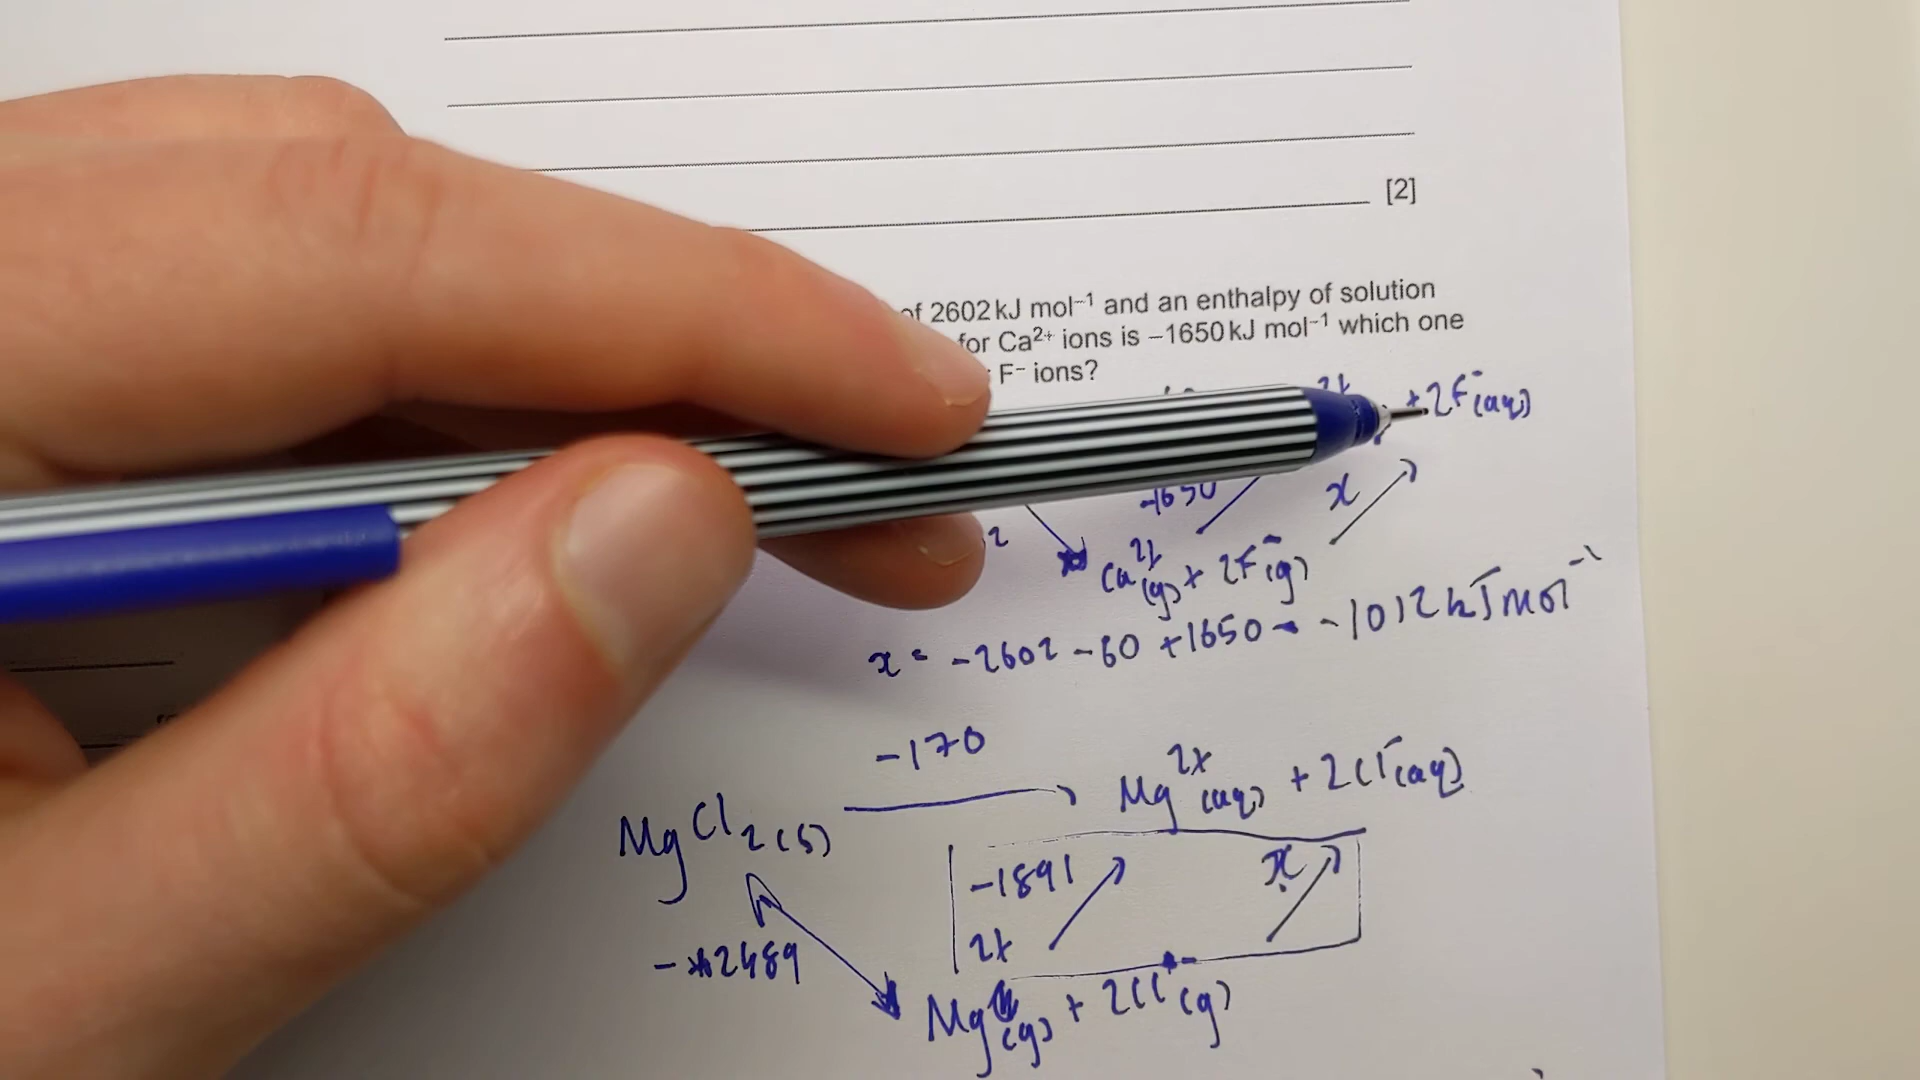 [2]
of 2602 kJ mol⁻¹ and an enthalpy of solution
for Ca²⁺ ions is –1650 kJ mol⁻¹ which one
F⁻ ions?
+ 2F⁻(aq)
-1650
x
2
Ca²⁺(g) + 2F⁻(g)
x = -2602 -60 +1650 = -1012 kJ mol⁻¹
-170
MgCl₂(s)
Mg²⁺(aq) + 2Cl⁻(aq)
-1891
x
2+
-2489
Mg(g) + 2Cl⁻(g)